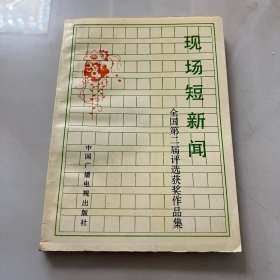 现场短新闻
全国第二届评选获奖作品集
中国广播电视出版社